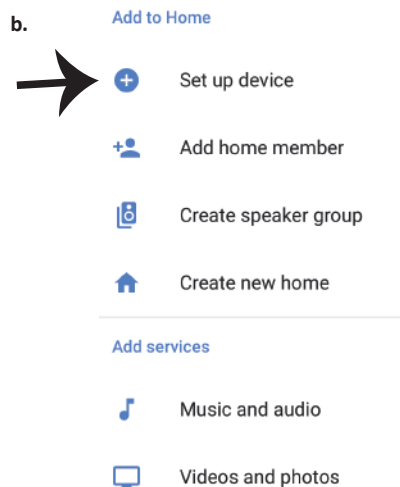 Add to Home
b.
Set up device
Add home member
Create speaker group
Create new home
Add services
Music and audio
Videos and photos